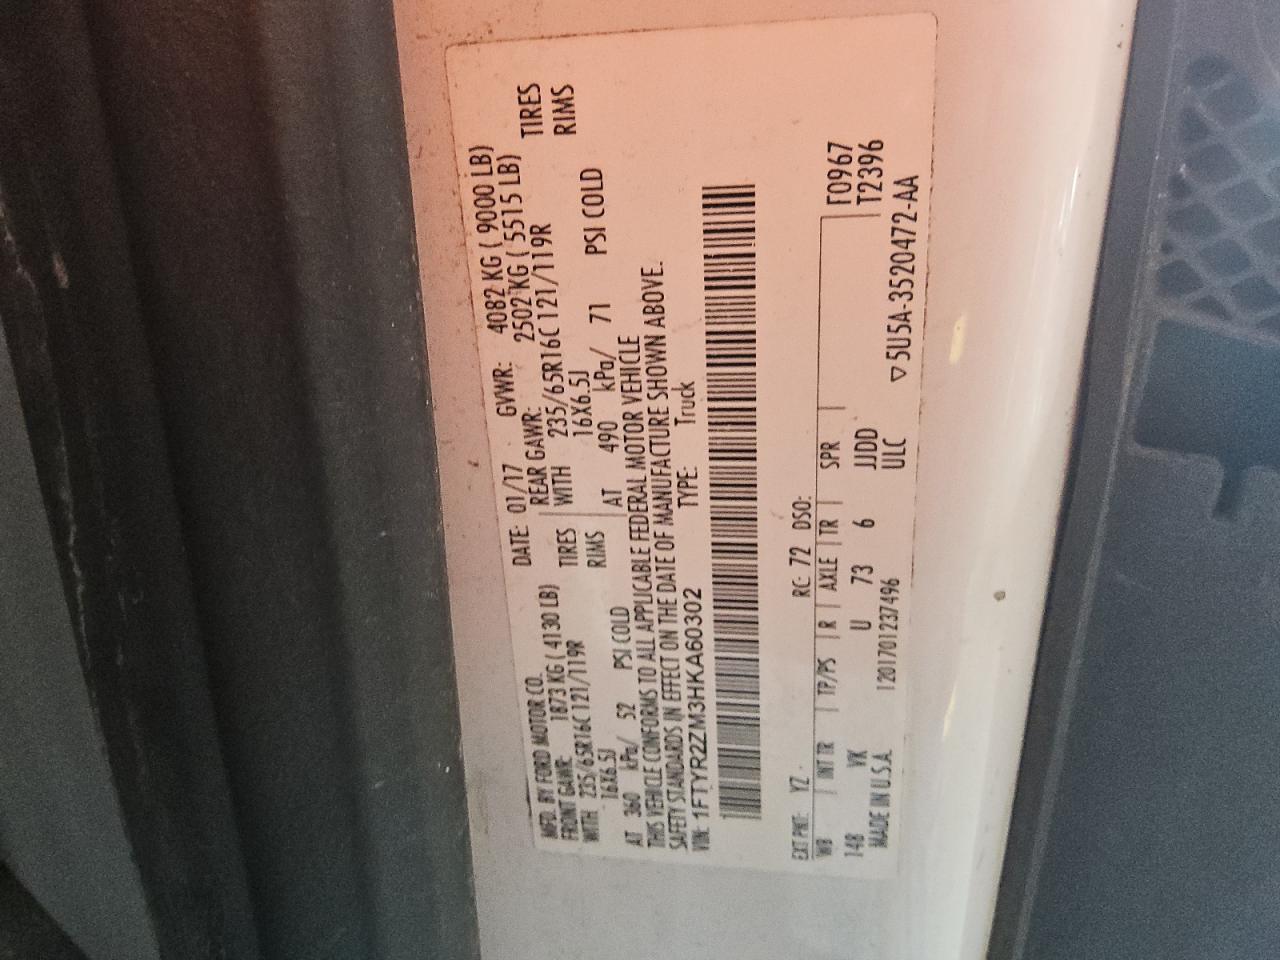 MFD. BY FORD MOTOR CO. DATE: 01/17 GVWR: 4082 KG ( 9000 LB)
FRONT GAWR: 1873 KG ( 4130 LB) REAR GAWR: 2502 KG ( 5515 LB)
WITH 235/65R16C 121/119R TIRES WITH 235/65R16C 121/119R TIRES
16X6.5J RIMS 16X6.5J RIMS
AT 360 kPa/ 52 PSI COLD AT 490 kPa/ 71 PSI COLD
THIS VEHICLE CONFORMS TO ALL APPLICABLE FEDERAL MOTOR VEHICLE
SAFETY STANDARDS IN EFFECT ON THE DATE OF MANUFACTURE SHOWN ABOVE.
VIN: 1FTYR2ZM3HKA60302 TYPE: Truck
EXT PNT: YZ RC: 72 DSO:
WB INT TR TP/PS R AXLE TR SPR F0967
148 VK U 73 6 JJDD T2396
MADE IN U.S.A. 1201701237496 ULC ▽5U5A-3520472-AA